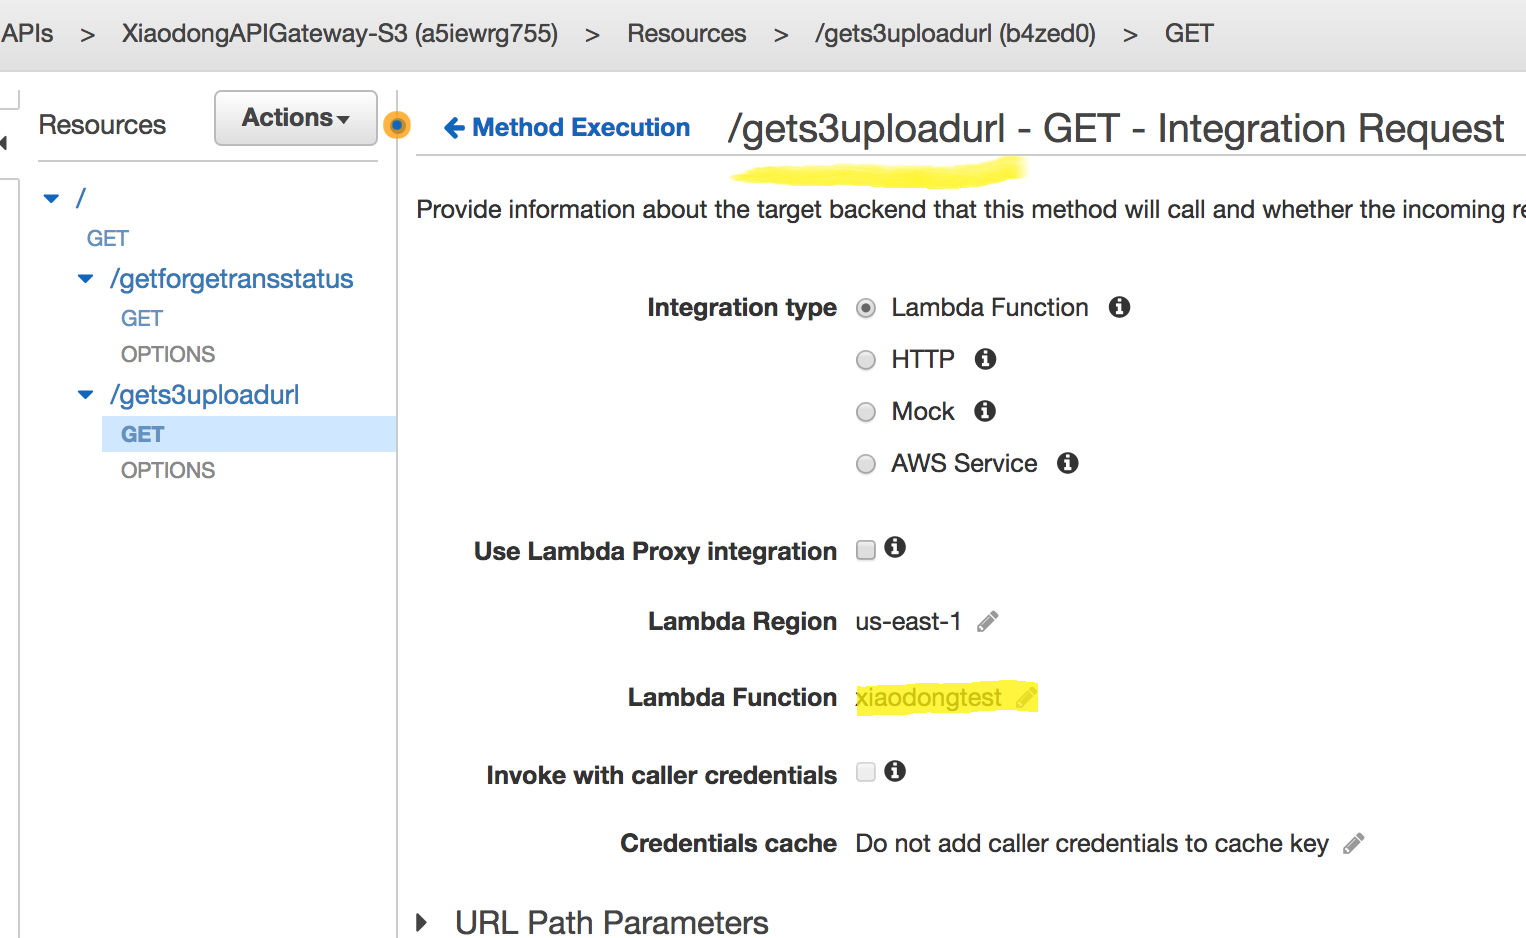 APIs > XiaodongAPIGateway-S3 (a5iewrg755) > Resources > /gets3uploadurl (b4zed0) > GET
Resources
Actions
/
GET
/getforgetransstatus
GET
OPTIONS
/gets3uploadurl
GET
OPTIONS
Method Execution
/gets3uploadurl - GET - Integration Request
Provide information about the target backend that this method will call and whether the incoming
Integration type
Lambda Function
HTTP
Mock
AWS Service
Use Lambda Proxy integration
Lambda Region us-east-1
Lambda Function xiaodongtest
Invoke with caller credentials
Credentials cache Do not add caller credentials to cache key
URL Path Parameters